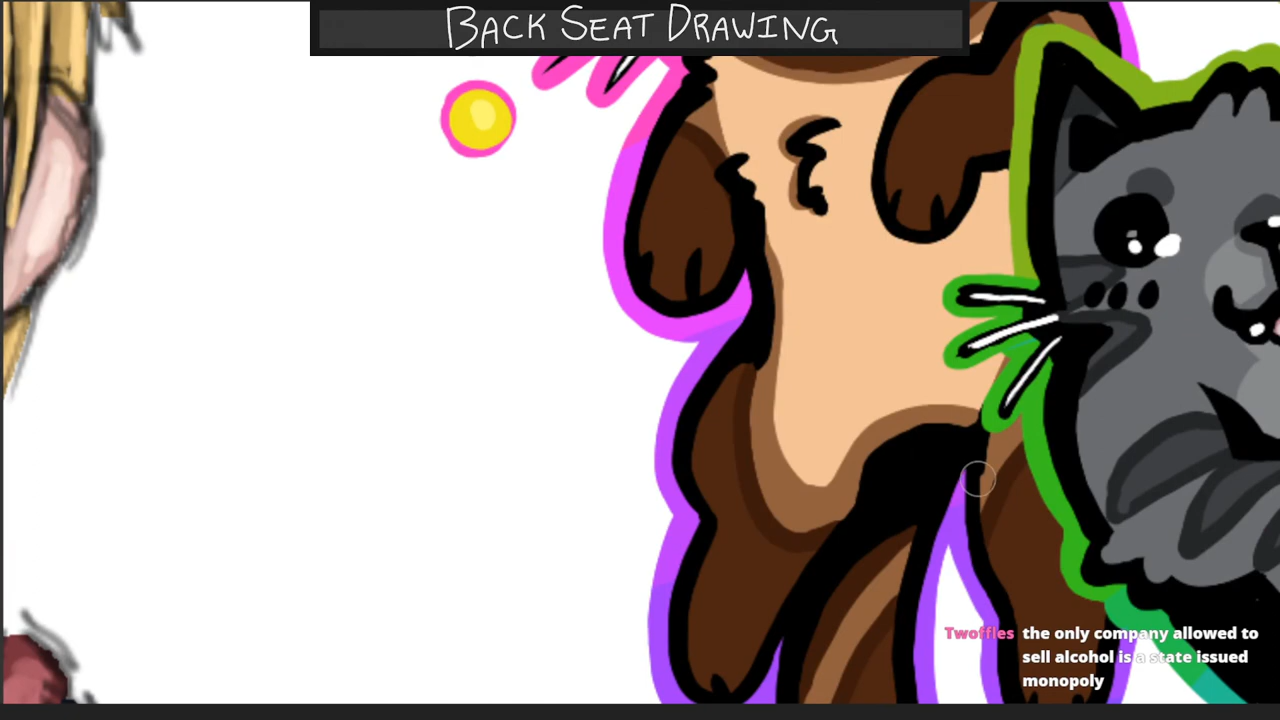 BACK SEAT DRAWING
Twoffles the only company allowed to
sell alcohol is a state issued
monopoly